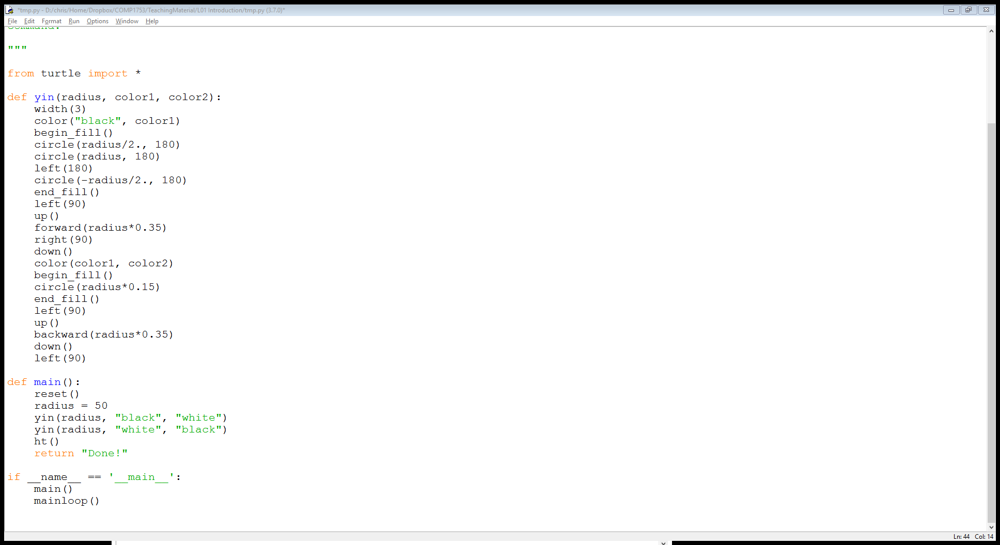 *tmp.py - D:/chris/Home/Dropbox/COMP1753/TeachingMaterial/L01 Introduction/tmp.py (3.7.0)*
File Edit Format Run Options Window Help
command.
"""
from turtle import *
def yin(radius, color1, color2):
    width(3)
    color("black", color1)
    begin_fill()
    circle(radius/2., 180)
    circle(radius, 180)
    left(180)
    circle(-radius/2., 180)
    end_fill()
    left(90)
    up()
    forward(radius*0.35)
    right(90)
    down()
    color(color1, color2)
    begin_fill()
    circle(radius*0.15)
    end_fill()
    left(90)
    up()
    backward(radius*0.35)
    down()
    left(90)
def main():
    reset()
    radius = 50
    yin(radius, "black", "white")
    yin(radius, "white", "black")
    ht()
    return "Done!"
if __name__ == '__main__':
    main()
    mainloop()
Ln: 44 Col: 14